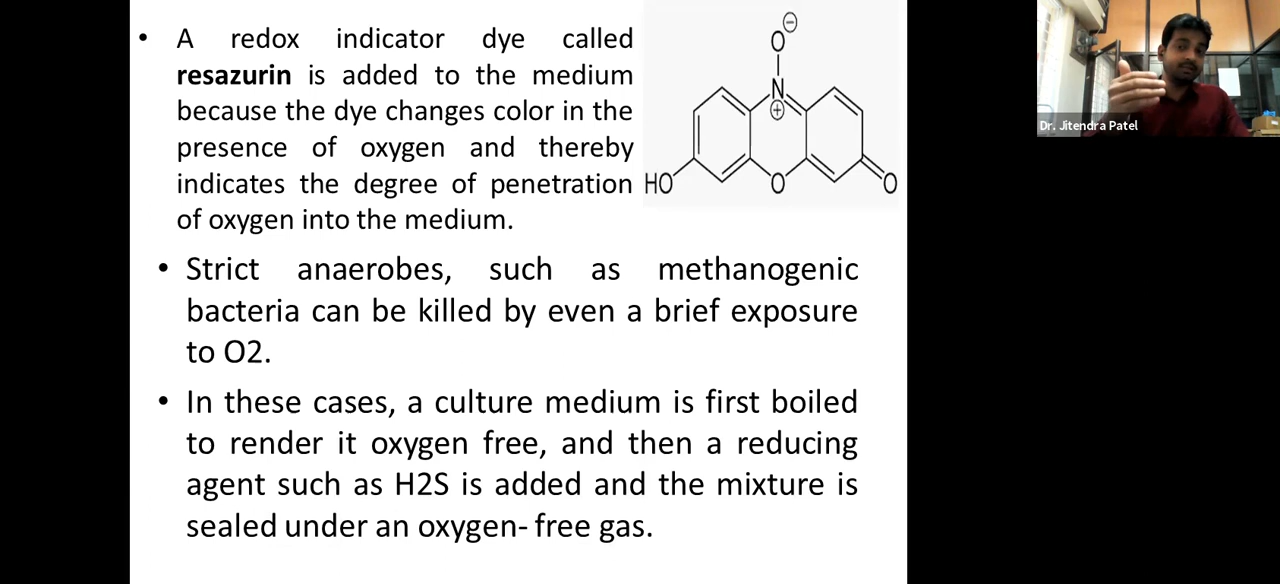 • A redox indicator dye called
resazurin is added to the medium
because the dye changes color in the
presence of oxygen and thereby
indicates the degree of penetration
of oxygen into the medium.
O⊖
N
⊕
HO
O
O
Dr. Jitendra Patel
• Strict anaerobes, such as methanogenic
bacteria can be killed by even a brief exposure
to O2.
• In these cases, a culture medium is first boiled
to render it oxygen free, and then a reducing
agent such as H2S is added and the mixture is
sealed under an oxygen- free gas.